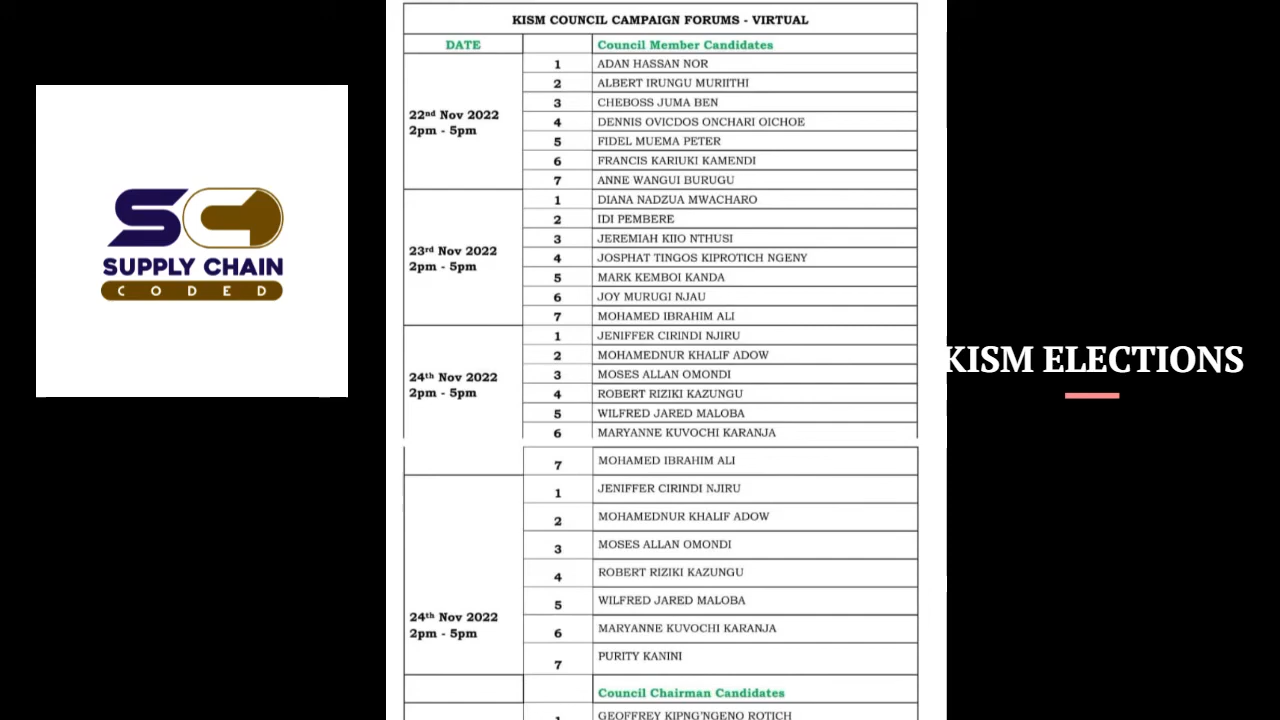 KISM COUNCIL CAMPAIGN FORUMS - VIRTUAL
DATE Council Member Candidates
22nd Nov 2022
2pm - 5pm
1 ADAN HASSAN NOR
2 ALBERT IRUNGU MURIITHI
3 CHEBOSS JUMA BEN
4 DENNIS OVICDOS ONCHARI OICHOE
5 FIDEL MUEMA PETER
6 FRANCIS KARIUKI KAMENDI
7 ANNE WANGUI BURUGU
23rd Nov 2022
2pm - 5pm
1 DIANA NADZUA MWACHARO
2 IDI PEMBERE
3 JEREMIAH KIIO NTHUSI
4 JOSPHAT TINGOS KIPROTICH NGENY
5 MARK KEMBOI KANDA
6 JOY MURUGI NJAU
7 MOHAMED IBRAHIM ALI
24th Nov 2022
2pm - 5pm
1 JENIFFER CIRINDI NJIRU
2 MOHAMEDNUR KHALIF ADOW
3 MOSES ALLAN OMONDI
4 ROBERT RIZIKI KAZUNGU
5 WILFRED JARED MALOBA
6 MARYANNE KUVOCHI KARANJA
7 MOHAMED IBRAHIM ALI
24th Nov 2022
2pm - 5pm
1 JENIFFER CIRINDI NJIRU
2 MOHAMEDNUR KHALIF ADOW
3 MOSES ALLAN OMONDI
4 ROBERT RIZIKI KAZUNGU
5 WILFRED JARED MALOBA
6 MARYANNE KUVOCHI KARANJA
7 PURITY KANINI
Council Chairman Candidates
1 GEOFFREY KIPNG'NGENO ROTICH
SC
SUPPLY CHAIN
CODED
KISM ELECTIONS